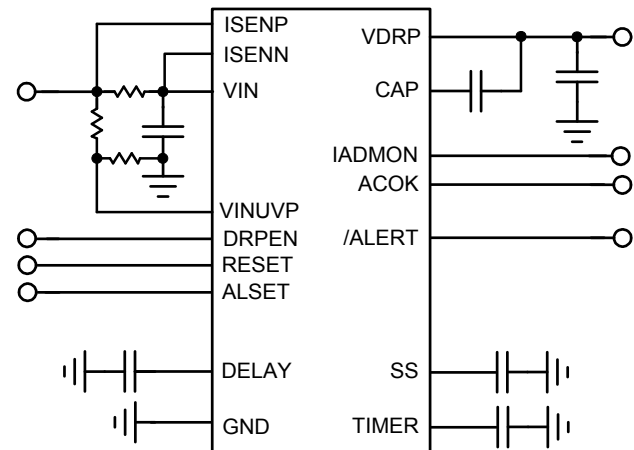 ISENP
ISENN
VIN
VINUVP
DRPEN
RESET
ALSET
DELAY
GND
VDRP
CAP
IADMON
ACOK
/ALERT
SS
TIMER